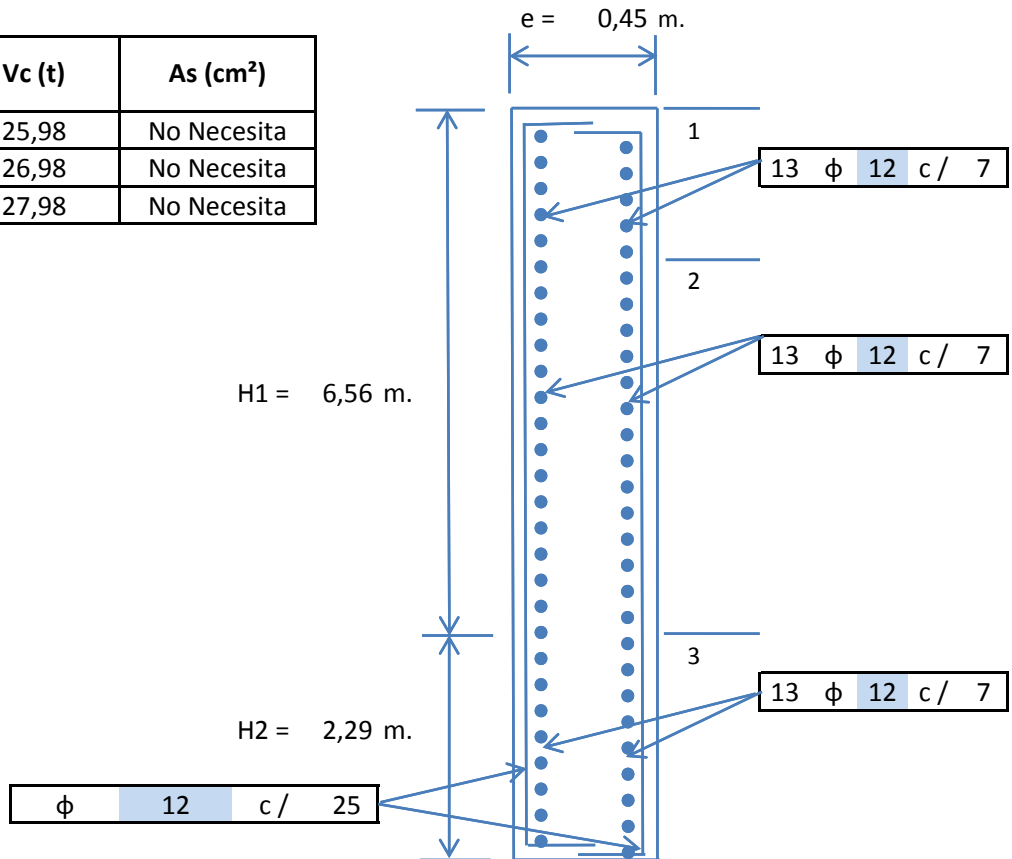 e = 0,45 m.
Vc (t) As (cm²)
25,98 No Necesita
26,98 No Necesita
27,98 No Necesita
1
13 ϕ 12 c / 7
2
13 ϕ 12 c / 7
H1 = 6,56 m.
3
13 ϕ 12 c / 7
H2 = 2,29 m.
ϕ 12 c / 25